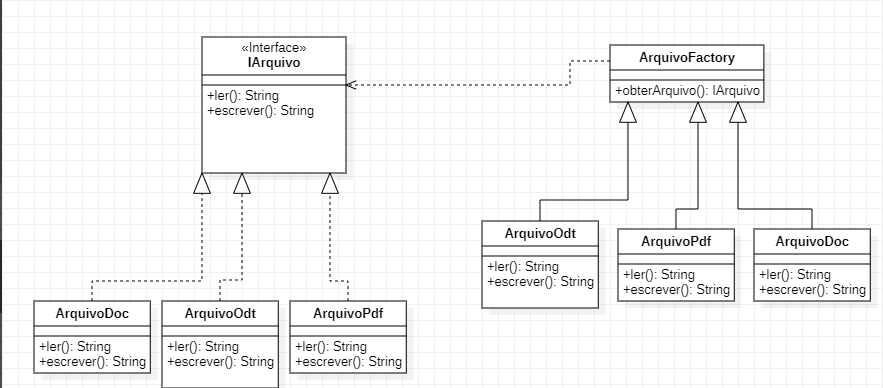 «Interface»
IArquivo
+ler(): String
+escrever(): String
ArquivoFactory
+obterArquivo(): IArquivo
ArquivoOdt
+ler(): String
+escrever(): String
ArquivoPdf
+ler(): String
+escrever(): String
ArquivoDoc
+ler(): String
+escrever(): String
ArquivoDoc
+ler(): String
+escrever(): String
ArquivoOdt
+ler(): String
+escrever(): String
ArquivoPdf
+ler(): String
+escrever(): String